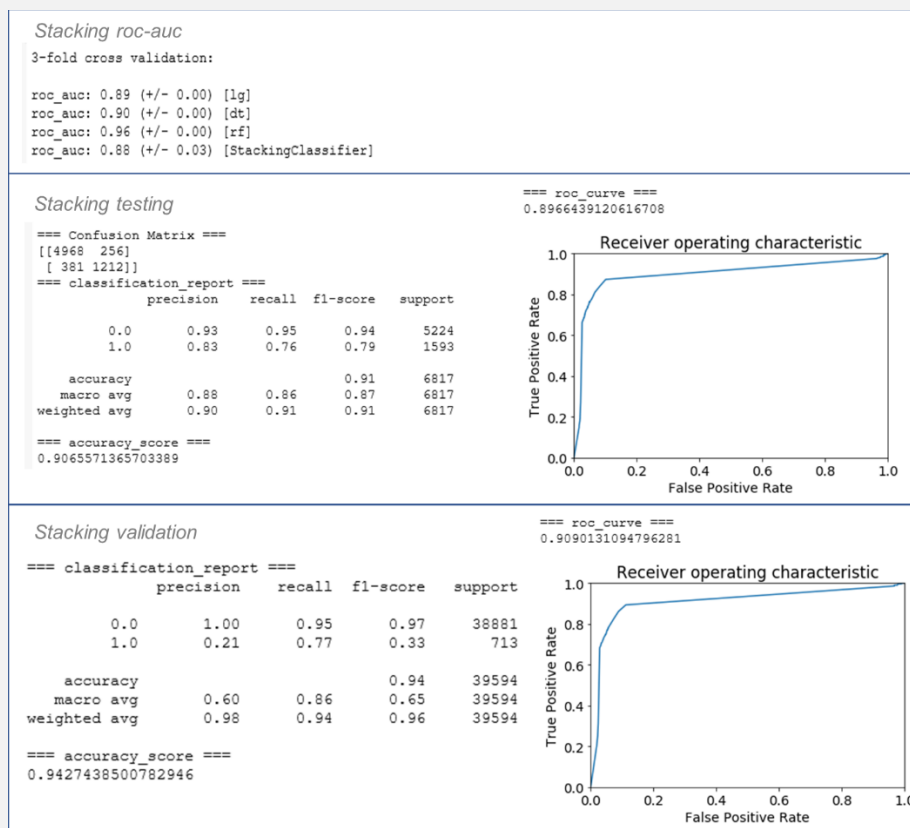 Stacking roc-auc
3-fold cross validation:
roc_auc: 0.89 (+/- 0.00) [lg]
roc_auc: 0.90 (+/- 0.00) [dt]
roc_auc: 0.96 (+/- 0.00) [rf]
roc_auc: 0.88 (+/- 0.03) [StackingClassifier]
Stacking testing
=== Confusion Matrix ===
[[4968 256]
[ 381 1212]]
=== classification_report ===
precision recall f1-score support
0.0 0.93 0.95 0.94 5224
1.0 0.83 0.76 0.79 1593
accuracy 0.91 6817
macro avg 0.88 0.86 0.87 6817
weighted avg 0.90 0.91 0.91 6817
=== accuracy_score ===
0.9065571365703389
=== roc_curve ===
0.8966439120616708
Receiver operating characteristic
True Positive Rate
1.0
0.8
0.6
0.4
0.2
0.0
0.0 0.2 0.4 0.6 0.8 1.0
False Positive Rate
Stacking validation
=== classification_report ===
precision recall f1-score support
0.0 1.00 0.95 0.97 38881
1.0 0.21 0.77 0.33 713
accuracy 0.94 39594
macro avg 0.60 0.86 0.65 39594
weighted avg 0.98 0.94 0.96 39594
=== accuracy_score ===
0.9427438500782946
=== roc_curve ===
0.9090131094796281
Receiver operating characteristic
True Positive Rate
1.0
0.8
0.6
0.4
0.2
0.0
0.0 0.2 0.4 0.6 0.8 1.0
False Positive Rate